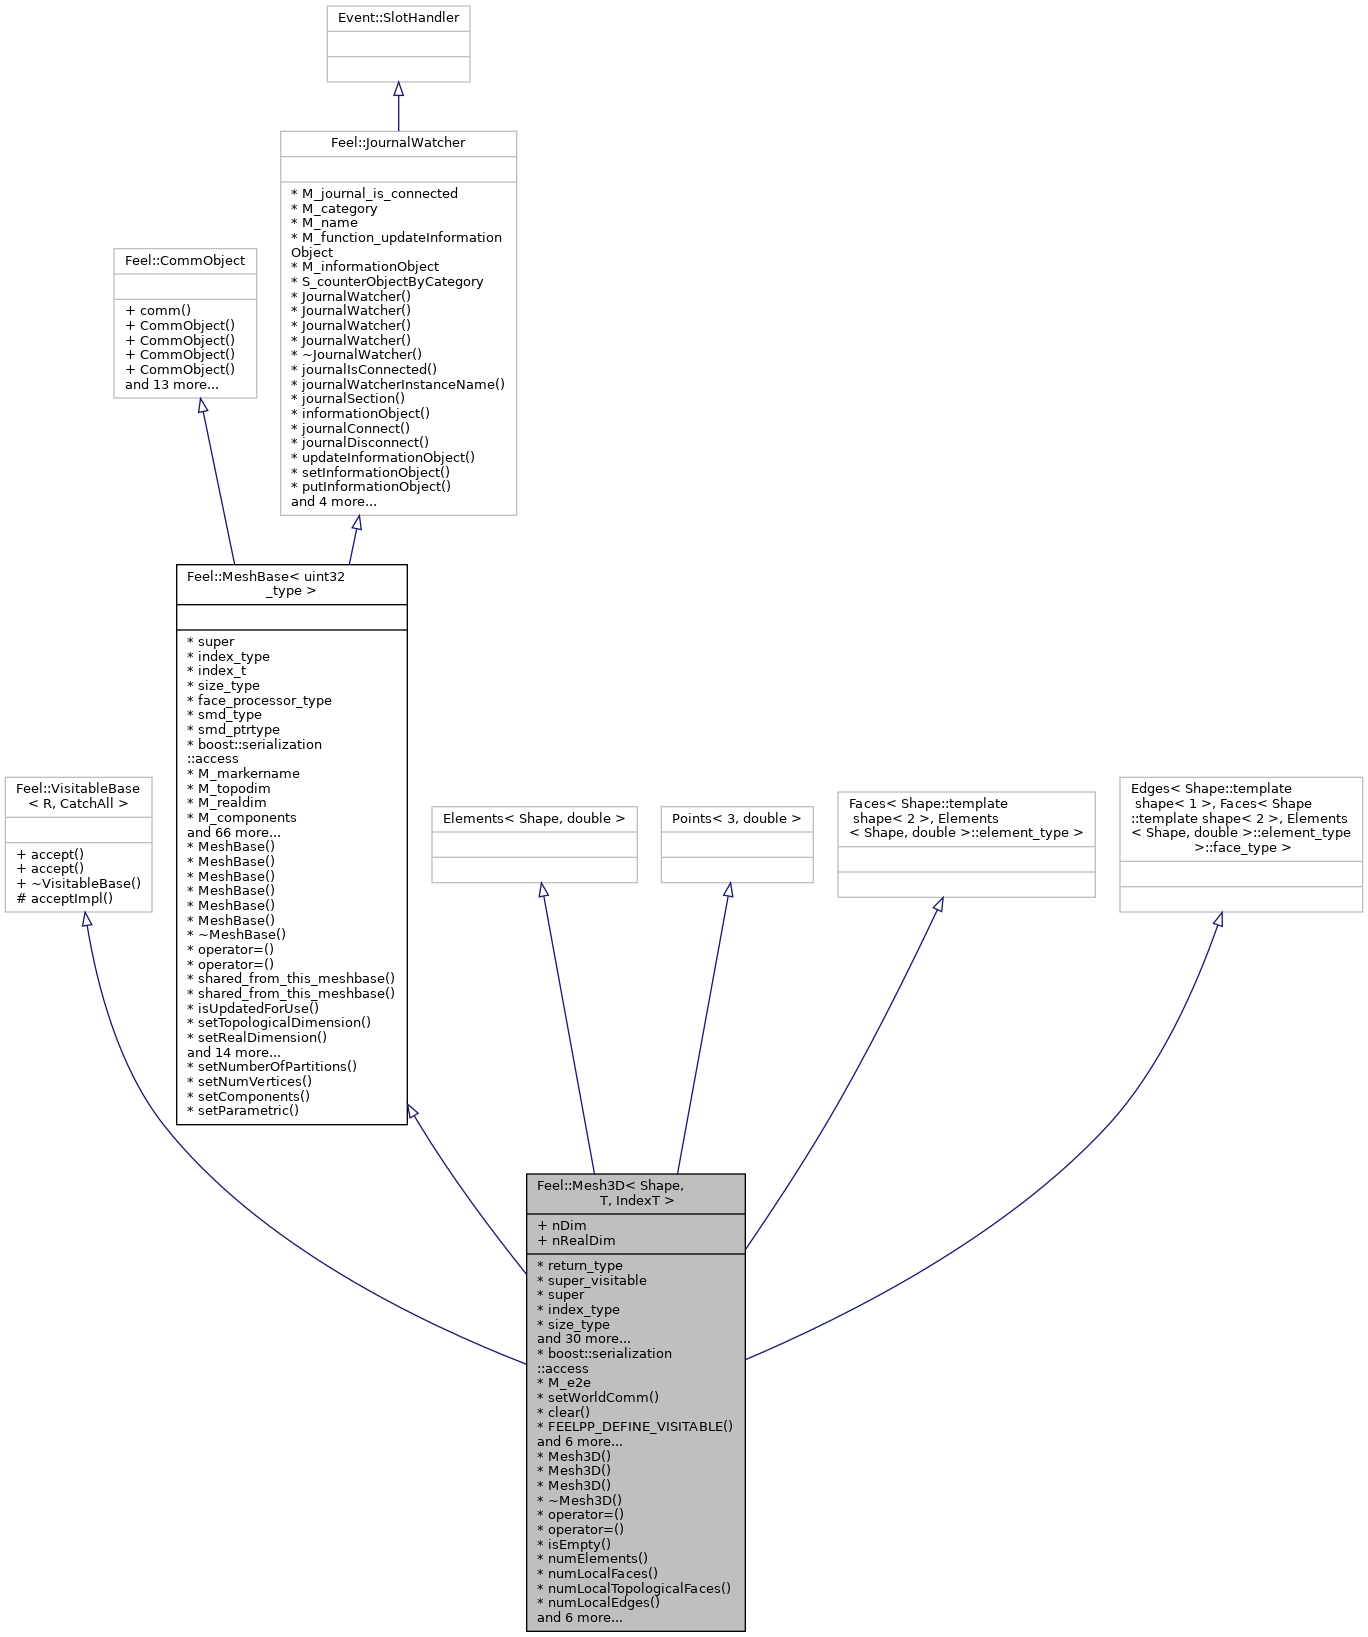 Event::SlotHandler
Feel::JournalWatcher
* M_journal_is_connected
* M_category
* M_name
* M_function_updateInformation
Object
* M_informationObject
* S_counterObjectByCategory
* JournalWatcher()
* JournalWatcher()
* JournalWatcher()
* JournalWatcher()
* ~JournalWatcher()
* journalIsConnected()
* journalWatcherInstanceName()
* journalSection()
* informationObject()
* journalConnect()
* journalDisconnect()
* updateInformationObject()
* setInformationObject()
* putInformationObject()
and 4 more...
Feel::CommObject
+ comm()
+ CommObject()
+ CommObject()
+ CommObject()
+ CommObject()
and 13 more...
Feel::MeshBase< uint32
_type >
* super
* index_type
* index_t
* size_type
* face_processor_type
* smd_type
* smd_ptrtype
* boost::serialization
::access
* M_markername
* M_topodim
* M_realdim
* M_components
and 66 more...
* MeshBase()
* MeshBase()
* MeshBase()
* MeshBase()
* MeshBase()
* MeshBase()
* ~MeshBase()
* operator=()
* operator=()
* shared_from_this_meshbase()
* shared_from_this_meshbase()
* isUpdatedForUse()
* setTopologicalDimension()
* setRealDimension()
and 14 more...
* setNumberOfPartitions()
* setNumVertices()
* setComponents()
* setParametric()
Feel::VisitableBase
< R, CatchAll >
+ accept()
+ accept()
+ ~VisitableBase()
# acceptImpl()
Elements< Shape, double >
Points< 3, double >
Faces< Shape::template
shape< 2 >, Elements
< Shape, double >::element_type >
Edges< Shape::template
shape< 1 >, Faces< Shape
::template shape< 2 >, Elements
< Shape, double >::element_type
>::face_type >
Feel::Mesh3D< Shape,
T, IndexT >
+ nDim
+ nRealDim
* return_type
* super_visitable
* super
* index_type
* size_type
and 30 more...
* boost::serialization
::access
* M_e2e
* setWorldComm()
* clear()
* FEELPP_DEFINE_VISITABLE()
and 6 more...
* Mesh3D()
* Mesh3D()
* Mesh3D()
* ~Mesh3D()
* operator=()
* operator=()
* isEmpty()
* numElements()
* numLocalFaces()
* numLocalTopologicalFaces()
* numLocalEdges()
and 6 more...